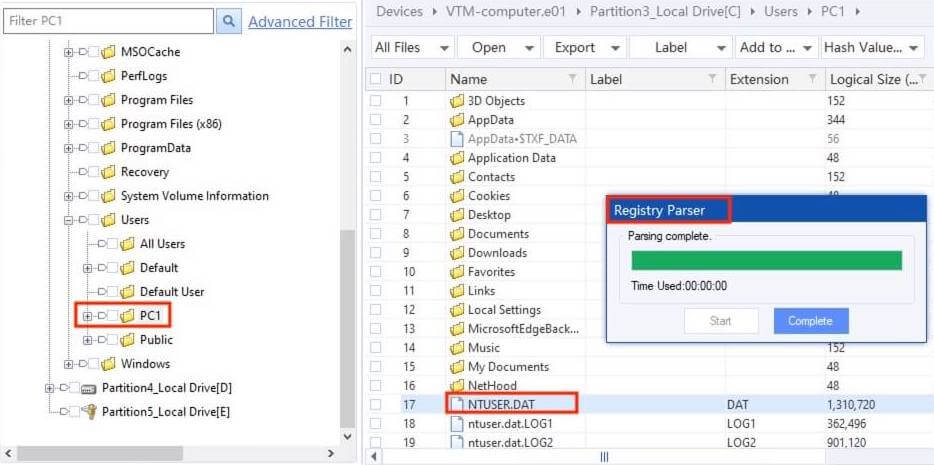 Filter PC1
Advanced Filter
MSOCache
PerfLogs
Program Files
Program Files (x86)
ProgramData
Recovery
System Volume Information
Users
All Users
Default
Default User
PC1
Public
Windows
Partition4_Local Drive[D]
Partition5_Local Drive[E]
Devices VTM-computer.e01 Partition3_Local Drive[C] Users PC1
All Files Open Export Label Add to ... Hash Value...
ID Name Label Extension Logical Size (...
1 3D Objects 152
2 AppData 344
3 AppData•$TXF_DATA 56
4 Application Data 48
5 Contacts 152
6 Cookies 48
7 Desktop
8 Documents
9 Downloads
10 Favorites
11 Links
12 Local Settings
13 MicrosoftEdgeBack...
14 Music 152
15 My Documents 48
16 NetHood 48
17 NTUSER.DAT DAT 1,310,720
18 ntuser.dat.LOG1 LOG1 362,496
19 ntuser.dat.LOG2 LOG2 901,120
Registry Parser
Parsing complete.
Time Used:00:00:00
Start Complete